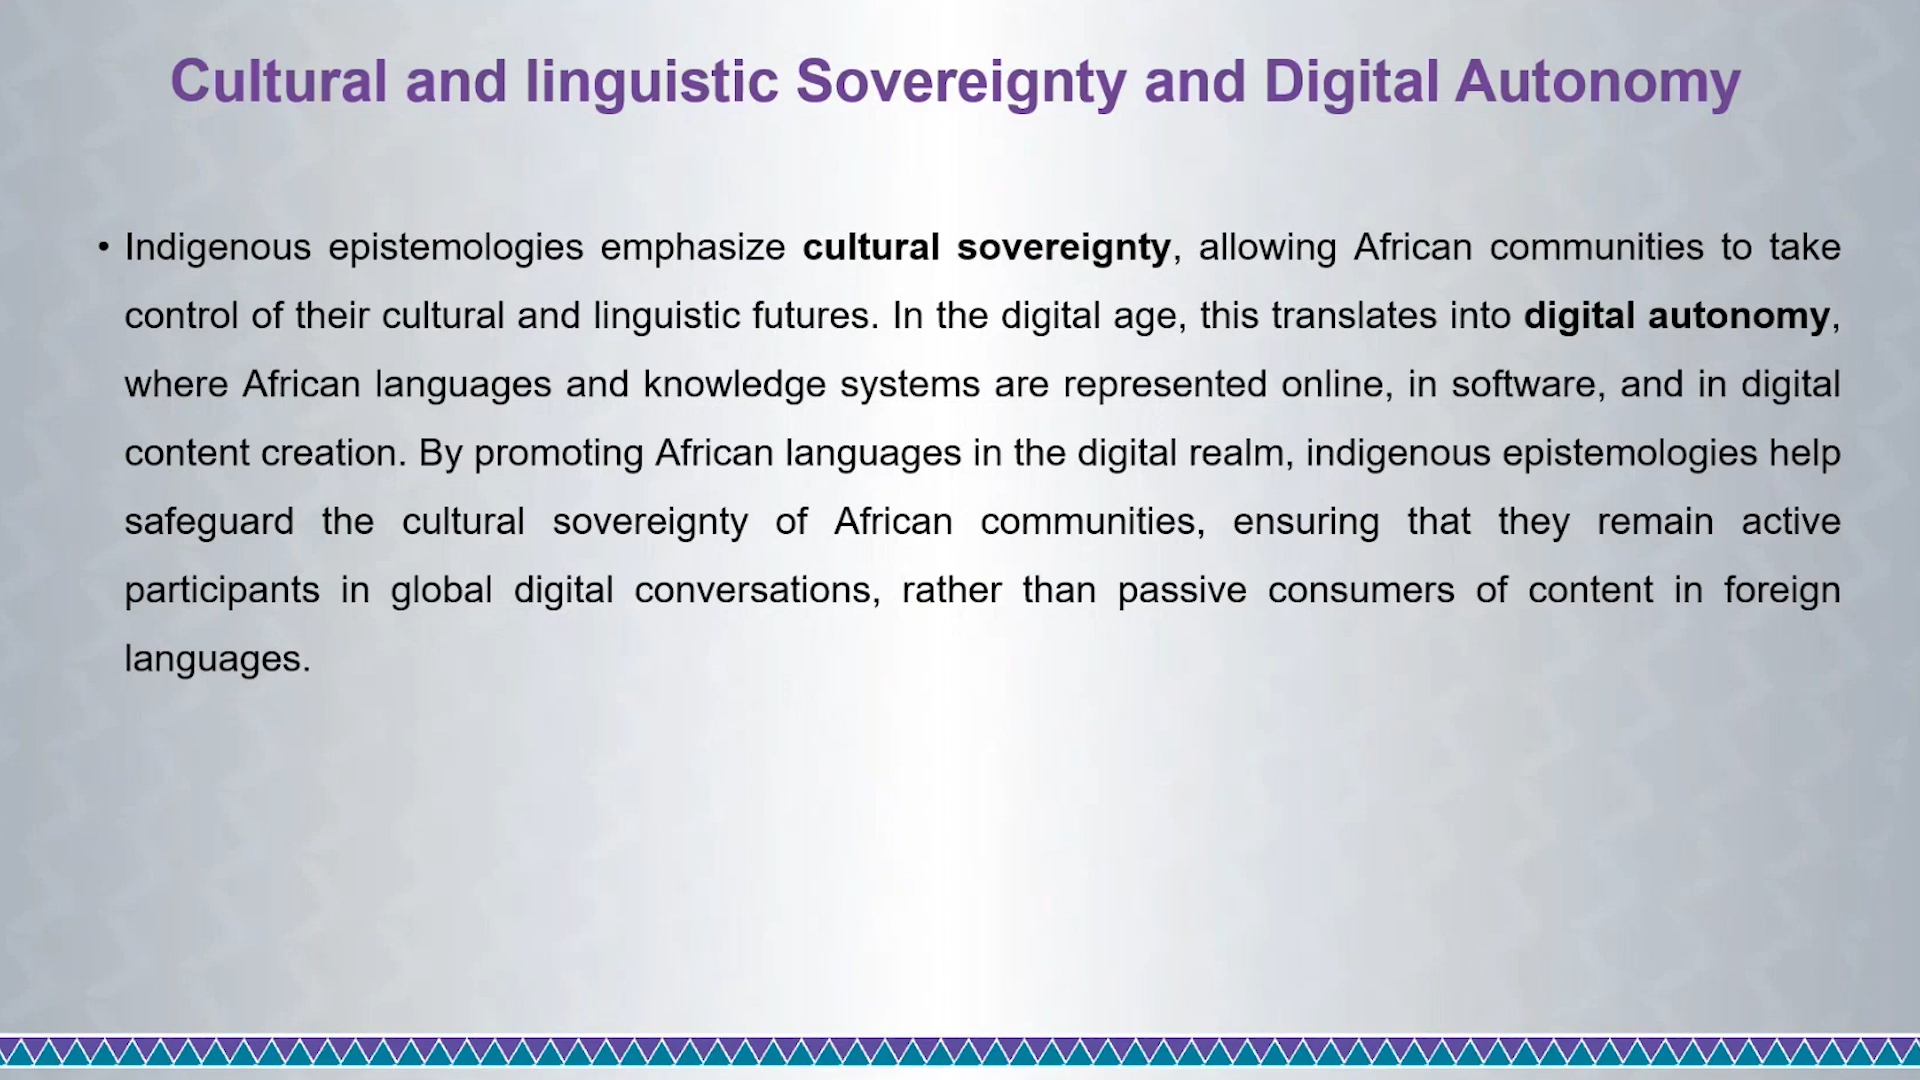 Cultural and linguistic Sovereignty and Digital Autonomy
• Indigenous epistemologies emphasize cultural sovereignty, allowing African communities to take
control of their cultural and linguistic futures. In the digital age, this translates into digital autonomy,
where African languages and knowledge systems are represented online, in software, and in digital
content creation. By promoting African languages in the digital realm, indigenous epistemologies help
safeguard the cultural sovereignty of African communities, ensuring that they remain active
participants in global digital conversations, rather than passive consumers of content in foreign
languages.